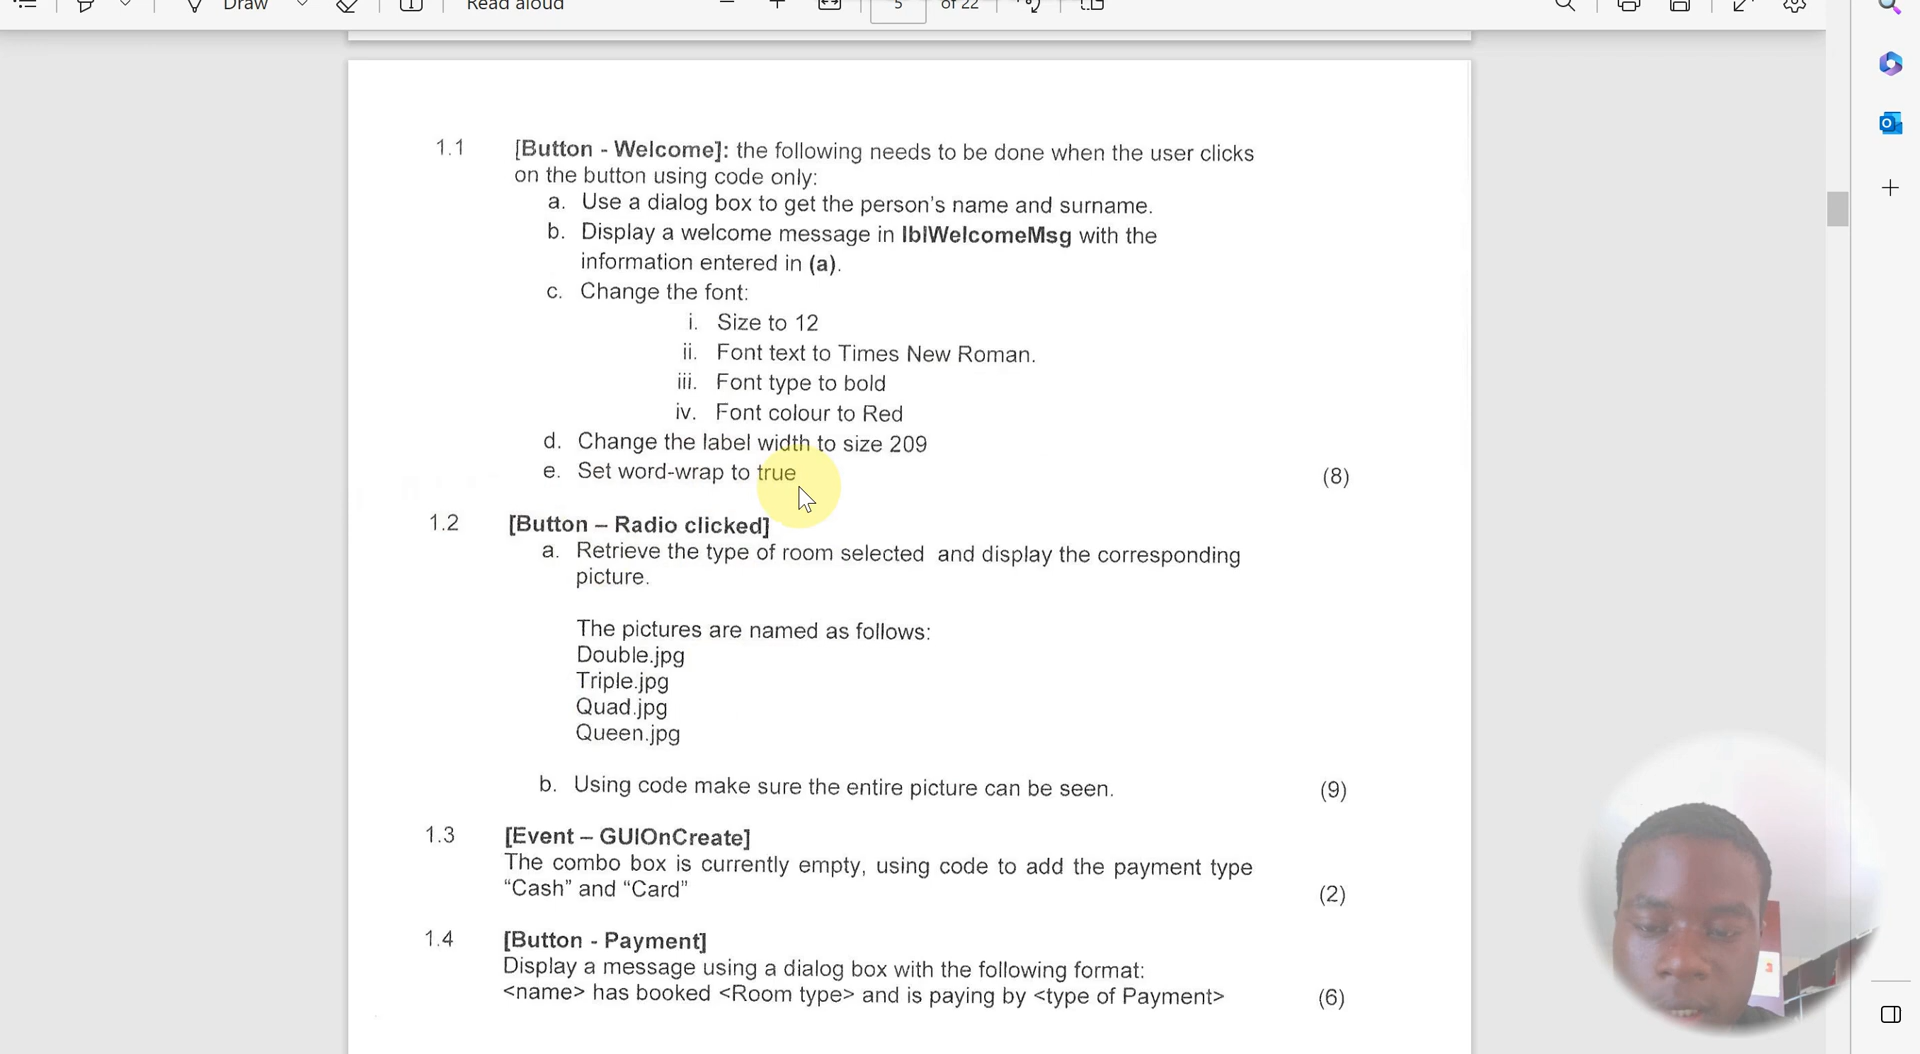 Draw
Read aloud
5 of 22
1.1 [Button - Welcome]: the following needs to be done when the user clicks
on the button using code only:
a. Use a dialog box to get the person's name and surname.
b. Display a welcome message in lblWelcomeMsg with the
information entered in (a).
c. Change the font:
i. Size to 12
ii. Font text to Times New Roman.
iii. Font type to bold
iv. Font colour to Red
d. Change the label width to size 209
e. Set word-wrap to true (8)
1.2 [Button – Radio clicked]
a. Retrieve the type of room selected and display the corresponding
picture.
The pictures are named as follows:
Double.jpg
Triple.jpg
Quad.jpg
Queen.jpg
b. Using code make sure the entire picture can be seen. (9)
1.3 [Event – GUIOnCreate]
The combo box is currently empty, using code to add the payment type
“Cash” and “Card” (2)
1.4 [Button - Payment]
Display a message using a dialog box with the following format:
<name> has booked <Room type> and is paying by <type of Payment> (6)